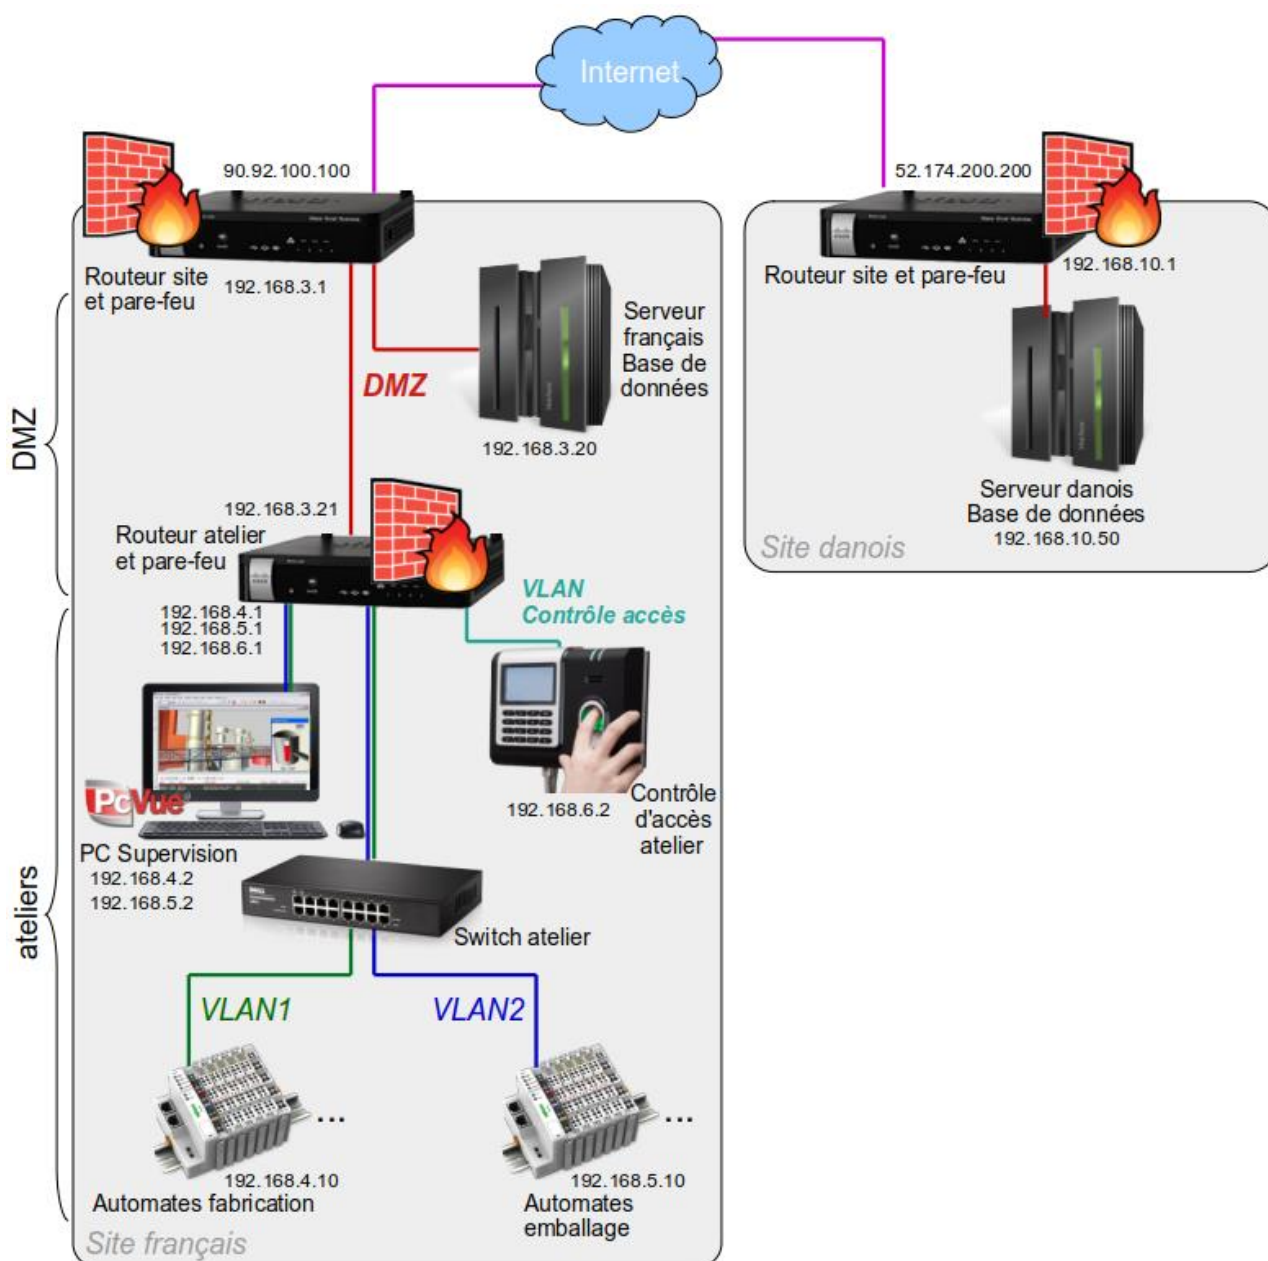 Internet
90.92.100.100
52.174.200.200
Routeur site
et pare-feu
192.168.3.1
Routeur site et pare-feu
192.168.10.1
Serveur
français
Base de
données
192.168.3.20
DMZ
DMZ
Serveur danois
Base de données
192.168.10.50
Site danois
192.168.3.21
Routeur atelier
et pare-feu
VLAN
Contrôle accès
192.168.4.1
192.168.5.1
192.168.6.1
PcVue
PC Supervision
192.168.4.2
192.168.5.2
192.168.6.2
Contrôle
d'accès
atelier
ateliers
DELL
Switch atelier
VLAN1
VLAN2
...
...
192.168.4.10
Automates fabrication
192.168.5.10
Automates
emballage
Site français